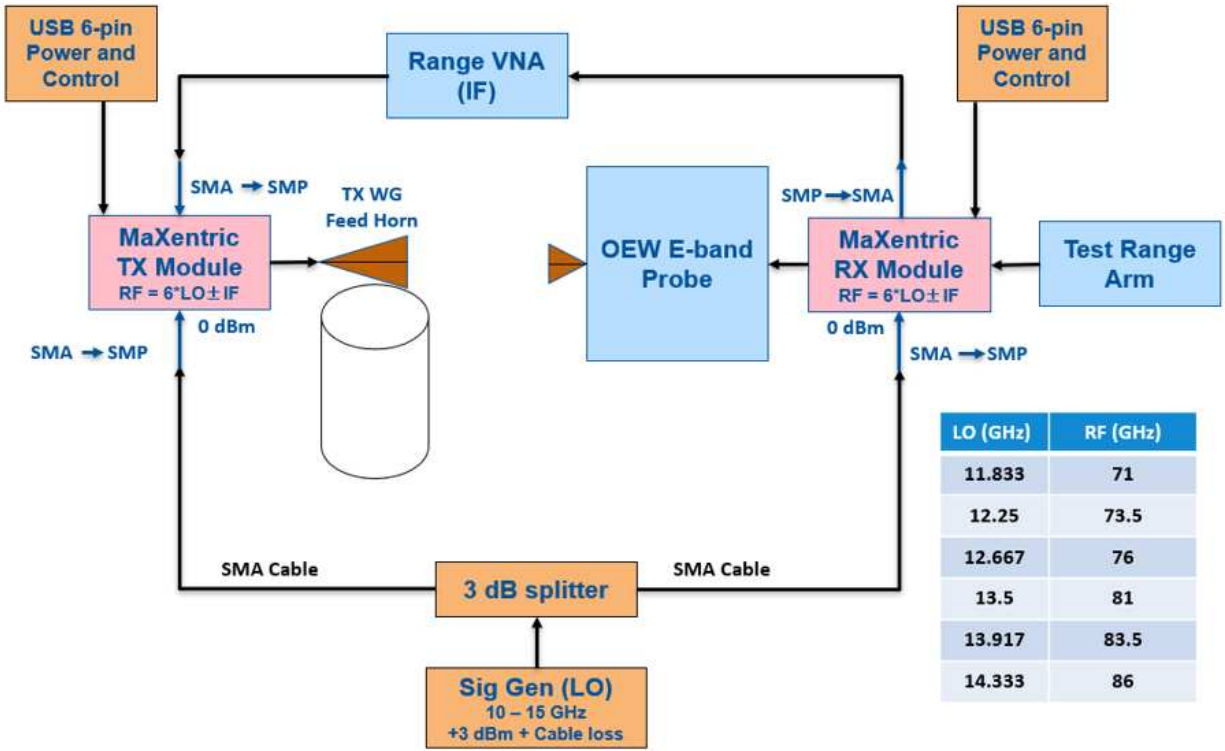 USB 6-pin
Power and
Control
Range VNA
(IF)
USB 6-pin
Power and
Control
SMA → SMP
TX WG
Feed Horn
SMP → SMA
MaXentric
TX Module
RF = 6*LO± IF
OEW E-band
Probe
MaXentric
RX Module
RF = 6*LO± IF
Test Range
Arm
0 dBm
0 dBm
SMA → SMP
SMA → SMP
LO (GHz) RF (GHz)
11.833 71
12.25 73.5
12.667 76
13.5 81
13.917 83.5
14.333 86
SMA Cable
3 dB splitter
SMA Cable
Sig Gen (LO)
10 – 15 GHz
+3 dBm + Cable loss